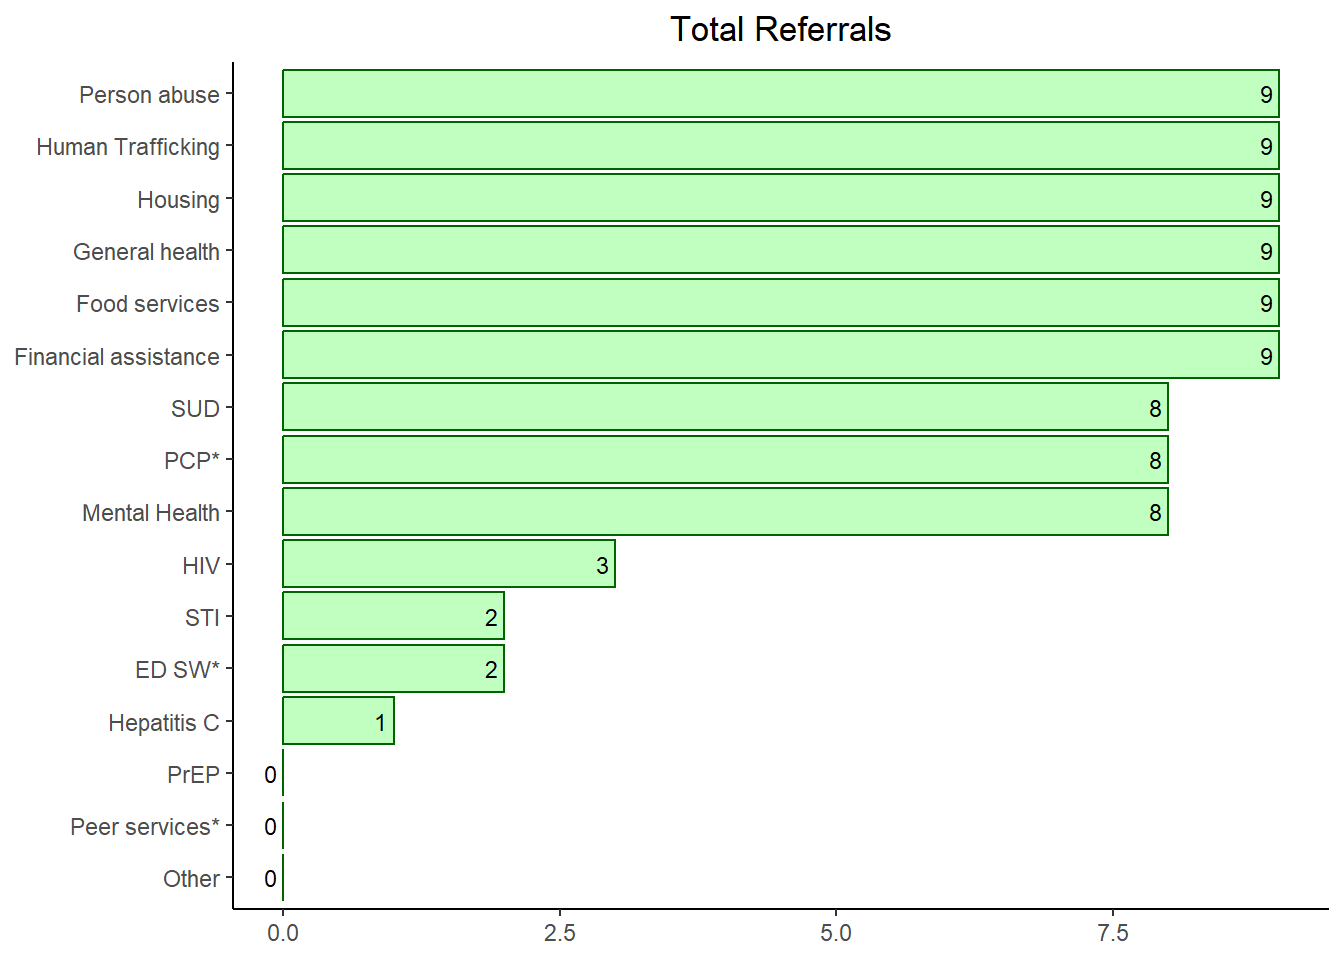 Total Referrals
Person abuse 9
Human Trafficking 9
Housing 9
General health 9
Food services 9
Financial assistance 9
SUD 8
PCP* 8
Mental Health 8
HIV 3
STI 2
ED SW* 2
Hepatitis C 1
PrEP 0
Peer services* 0
Other 0
0.0 2.5 5.0 7.5